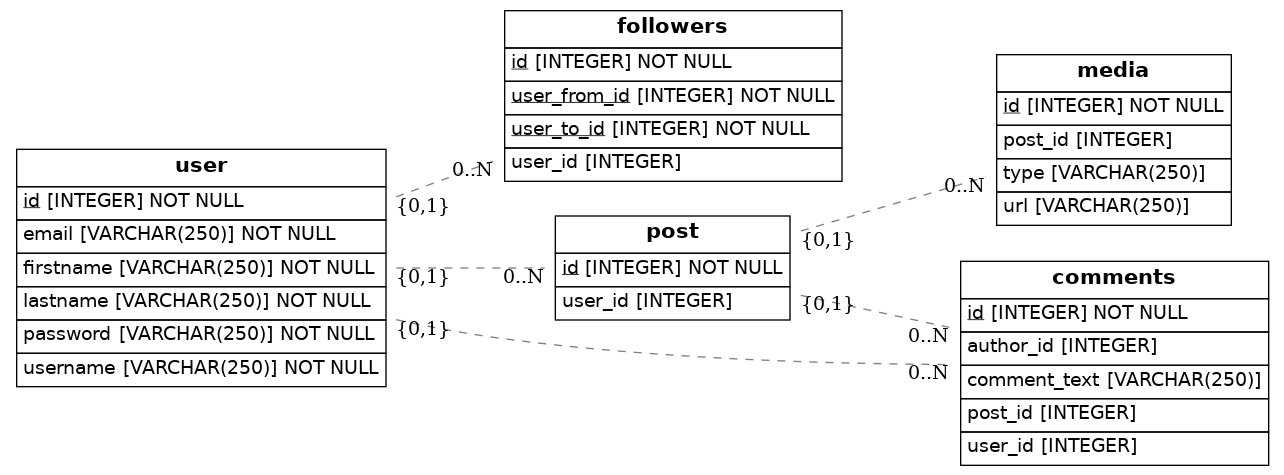 user
id [INTEGER] NOT NULL
email [VARCHAR(250)] NOT NULL
firstname [VARCHAR(250)] NOT NULL
lastname [VARCHAR(250)] NOT NULL
password [VARCHAR(250)] NOT NULL
username [VARCHAR(250)] NOT NULL
{0,1}
0..N
{0,1}
0..N
{0,1}
0..N
followers
id [INTEGER] NOT NULL
user_from_id [INTEGER] NOT NULL
user_to_id [INTEGER] NOT NULL
user_id [INTEGER]
post
id [INTEGER] NOT NULL
user_id [INTEGER]
{0,1}
0..N
{0,1}
0..N
media
id [INTEGER] NOT NULL
post_id [INTEGER]
type [VARCHAR(250)]
url [VARCHAR(250)]
comments
id [INTEGER] NOT NULL
author_id [INTEGER]
comment_text [VARCHAR(250)]
post_id [INTEGER]
user_id [INTEGER]